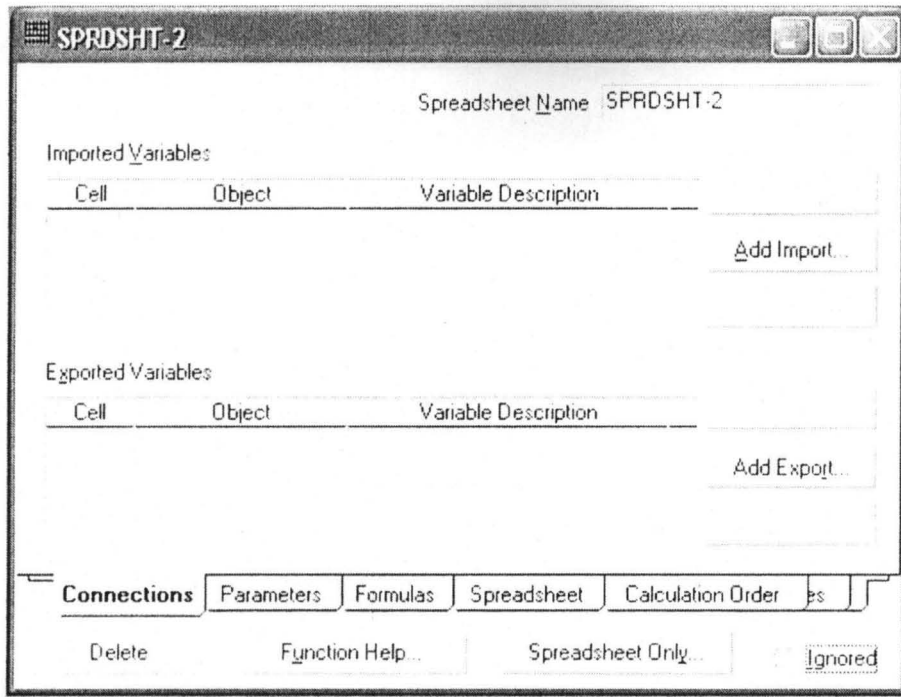 SPRDSHT-2
Spreadsheet Name SPRDSHT-2
Imported Variables
Cell Object Variable Description
Add Import...
Exported Variables
Cell Object Variable Description
Add Export...
Connections Parameters Formulas Spreadsheet Calculation Order es
Delete Function Help... Spreadsheet Only... Ignored